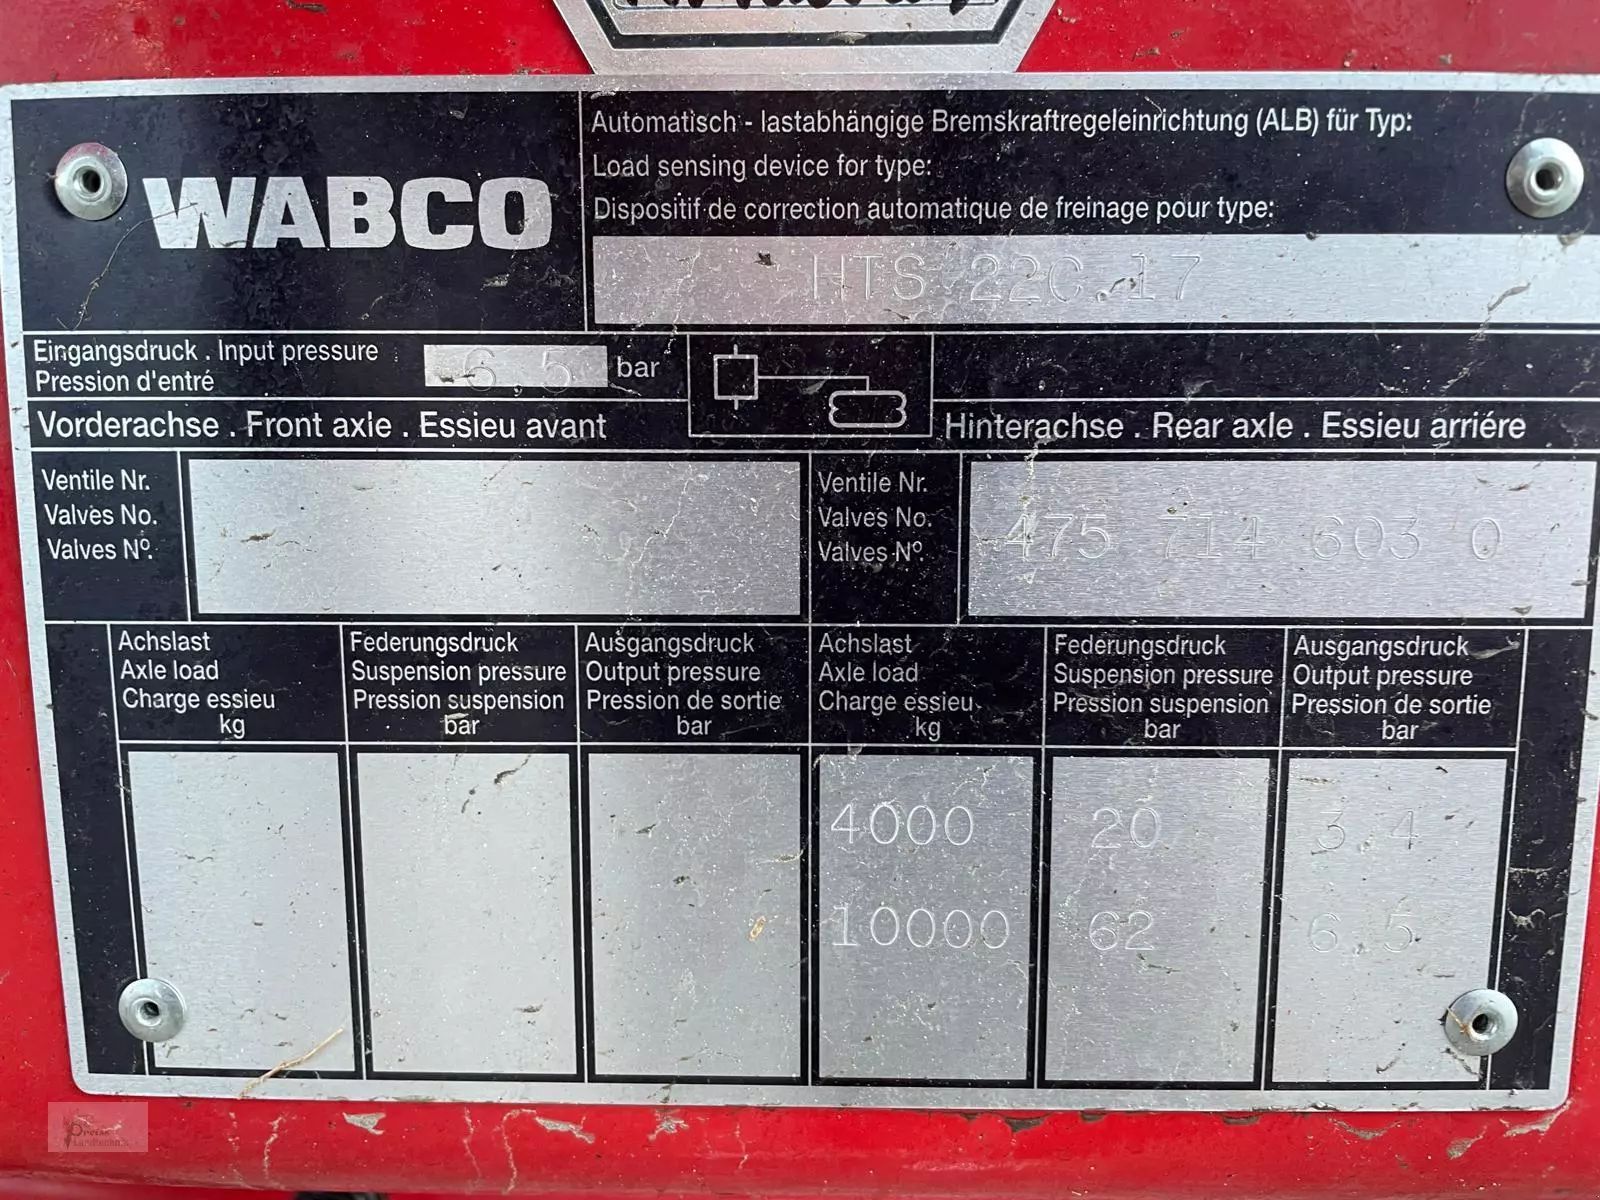 WABCO
Automatisch - lastabhängige Bremskraftregeleinrichtung (ALB) für Typ:
Load sensing device for type:
Dispositif de correction automatique de freinage pour type:
HTS 22C.17
Eingangsdruck . Input pressure :
Pression d'entré
6,5 bar
Vorderachse . Front axle . Essieu avant
Hinterachse . Rear axle . Essieu arriére
Ventile Nr.
Valves No.
Valves Nº.
Ventile Nr.
Valves No.
Valves Nº.
475 714 603 0
Achslast
Axle load
Charge essieu
kg
Federungsdruck
Suspension pressure
Pression suspension
bar
Ausgangsdruck
Output pressure
Pression de sortie
bar
Achslast
Axle load
Charge essieu
kg
Federungsdruck
Suspension pressure
Pression suspension
bar
Ausgangsdruck
Output pressure
Pression de sortie
bar
4000 20 3,4
10000 62 6,5
Landtechnik